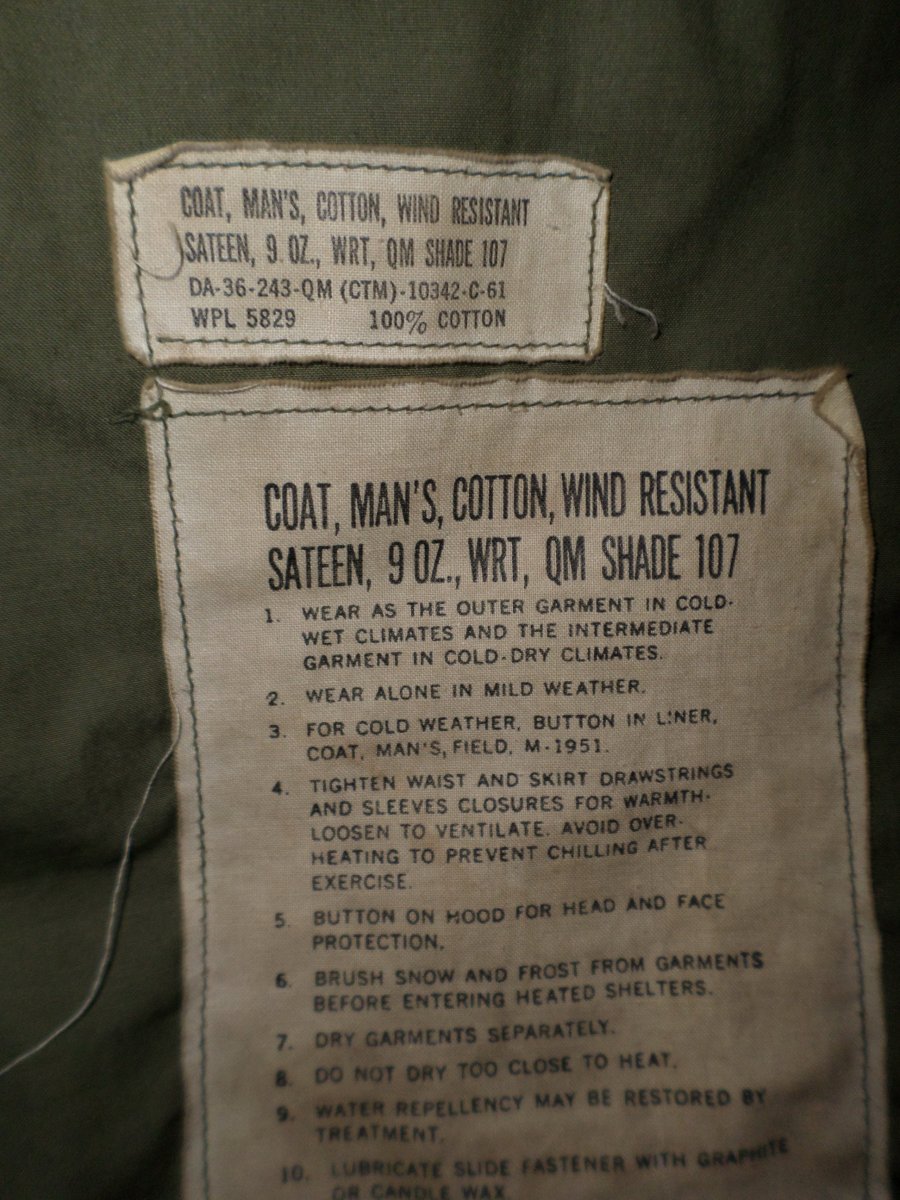 COAT, MAN'S, COTTON, WIND RESISTANT
SATEEN, 9 OZ., WRT, QM SHADE 107
DA-36-243-QM (CTM)-10342-C-61
WPL 5829 100% COTTON
COAT, MAN'S, COTTON, WIND RESISTANT
SATEEN, 9 OZ., WRT, QM SHADE 107
1. WEAR AS THE OUTER GARMENT IN COLD-
WET CLIMATES AND THE INTERMEDIATE
GARMENT IN COLD-DRY CLIMATES.
2. WEAR ALONE IN MILD WEATHER.
3. FOR COLD WEATHER, BUTTON IN LINER,
COAT, MAN'S, FIELD, M-1951.
4. TIGHTEN WAIST AND SKIRT DRAWSTRINGS
AND SLEEVES CLOSURES FOR WARMTH-
LOOSEN TO VENTILATE. AVOID OVER-
HEATING TO PREVENT CHILLING AFTER
EXERCISE.
5. BUTTON ON HOOD FOR HEAD AND FACE
PROTECTION.
6. BRUSH SNOW AND FROST FROM GARMENTS
BEFORE ENTERING HEATED SHELTERS.
7. DRY GARMENTS SEPARATELY.
8. DO NOT DRY TOO CLOSE TO HEAT.
9. WATER REPELLENCY MAY BE RESTORED BY
TREATMENT.
10. LUBRICATE SLIDE FASTENER WITH GRAPHITE
OR CANDLE WAX